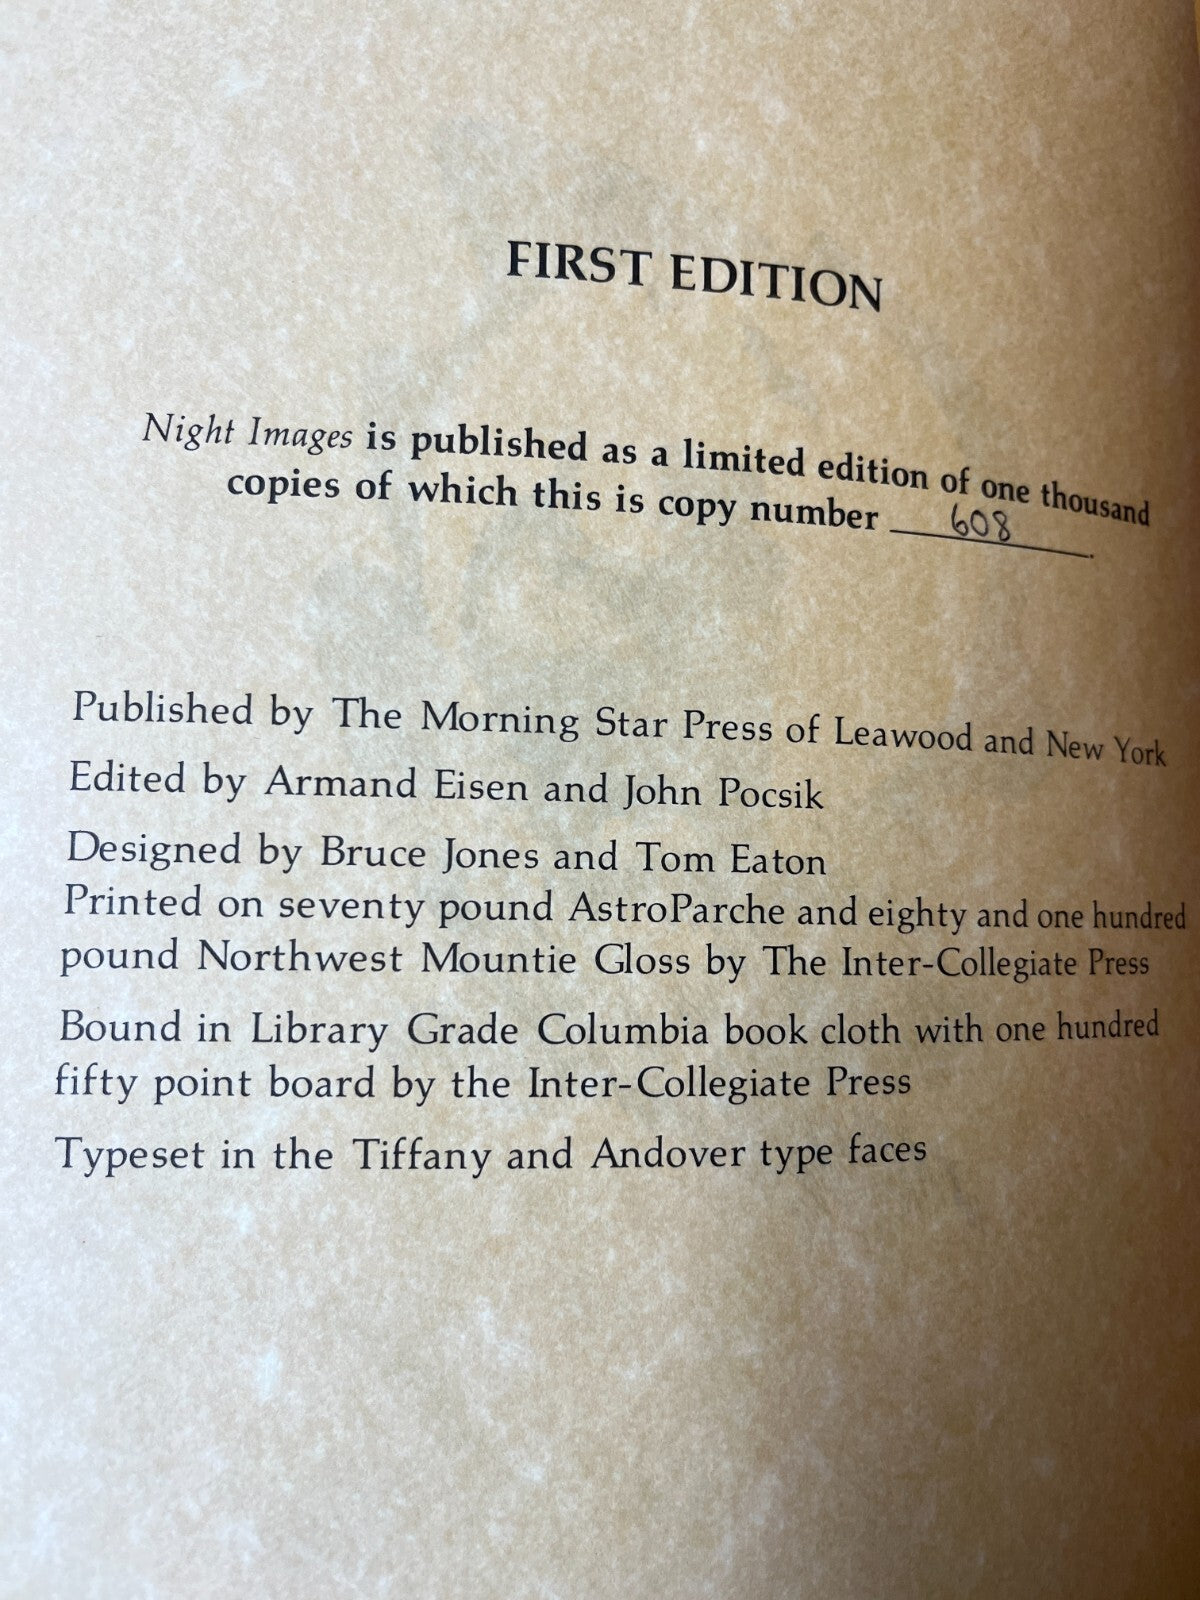 FIRST EDITION
Night Images is published as a limited edition of one thousand
copies of which this is copy number 608.
Published by The Morning Star Press of Leawood and New York
Edited by Armand Eisen and John Pocsik
Designed by Bruce Jones and Tom Eaton
Printed on seventy pound AstroParche and eighty and one hundred
pound Northwest Mountie Gloss by The Inter-Collegiate Press
Bound in Library Grade Columbia book cloth with one hundred
fifty point board by the Inter-Collegiate Press
Typeset in the Tiffany and Andover type faces